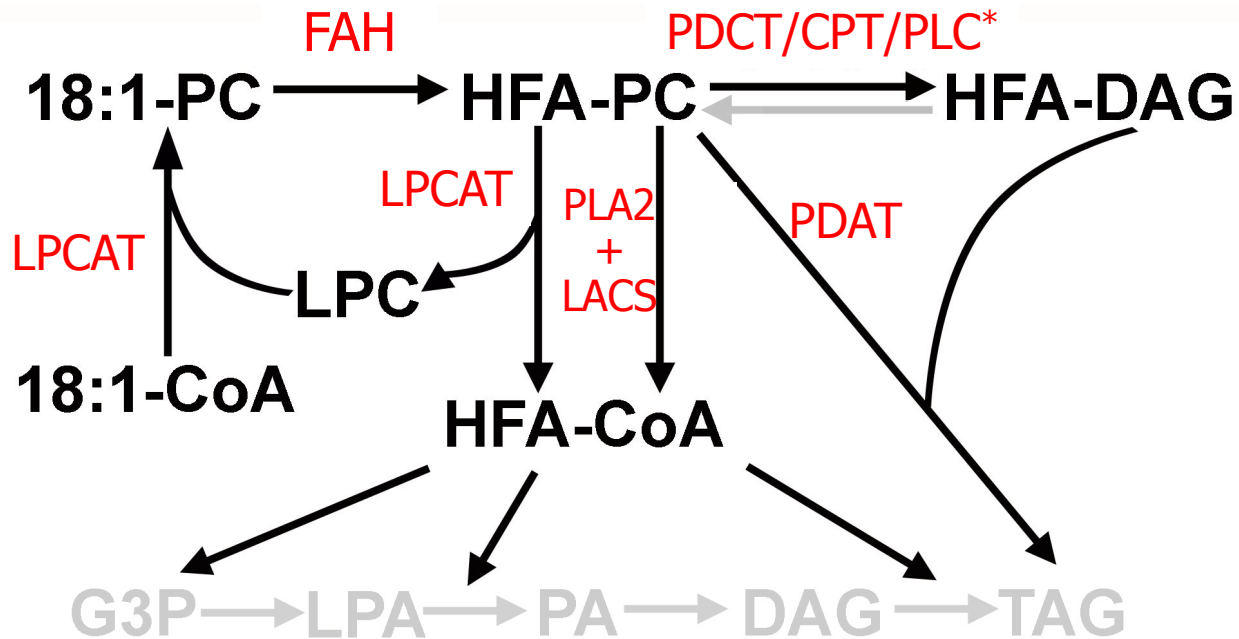 FAH
PDCT/CPT/PLC*
18:1-PC
HFA-PC
HFA-DAG
LPCAT
PLA2
+
LACS
PDAT
LPCAT
LPC
18:1-CoA
HFA-CoA
G3P
LPA
PA
DAG
TAG